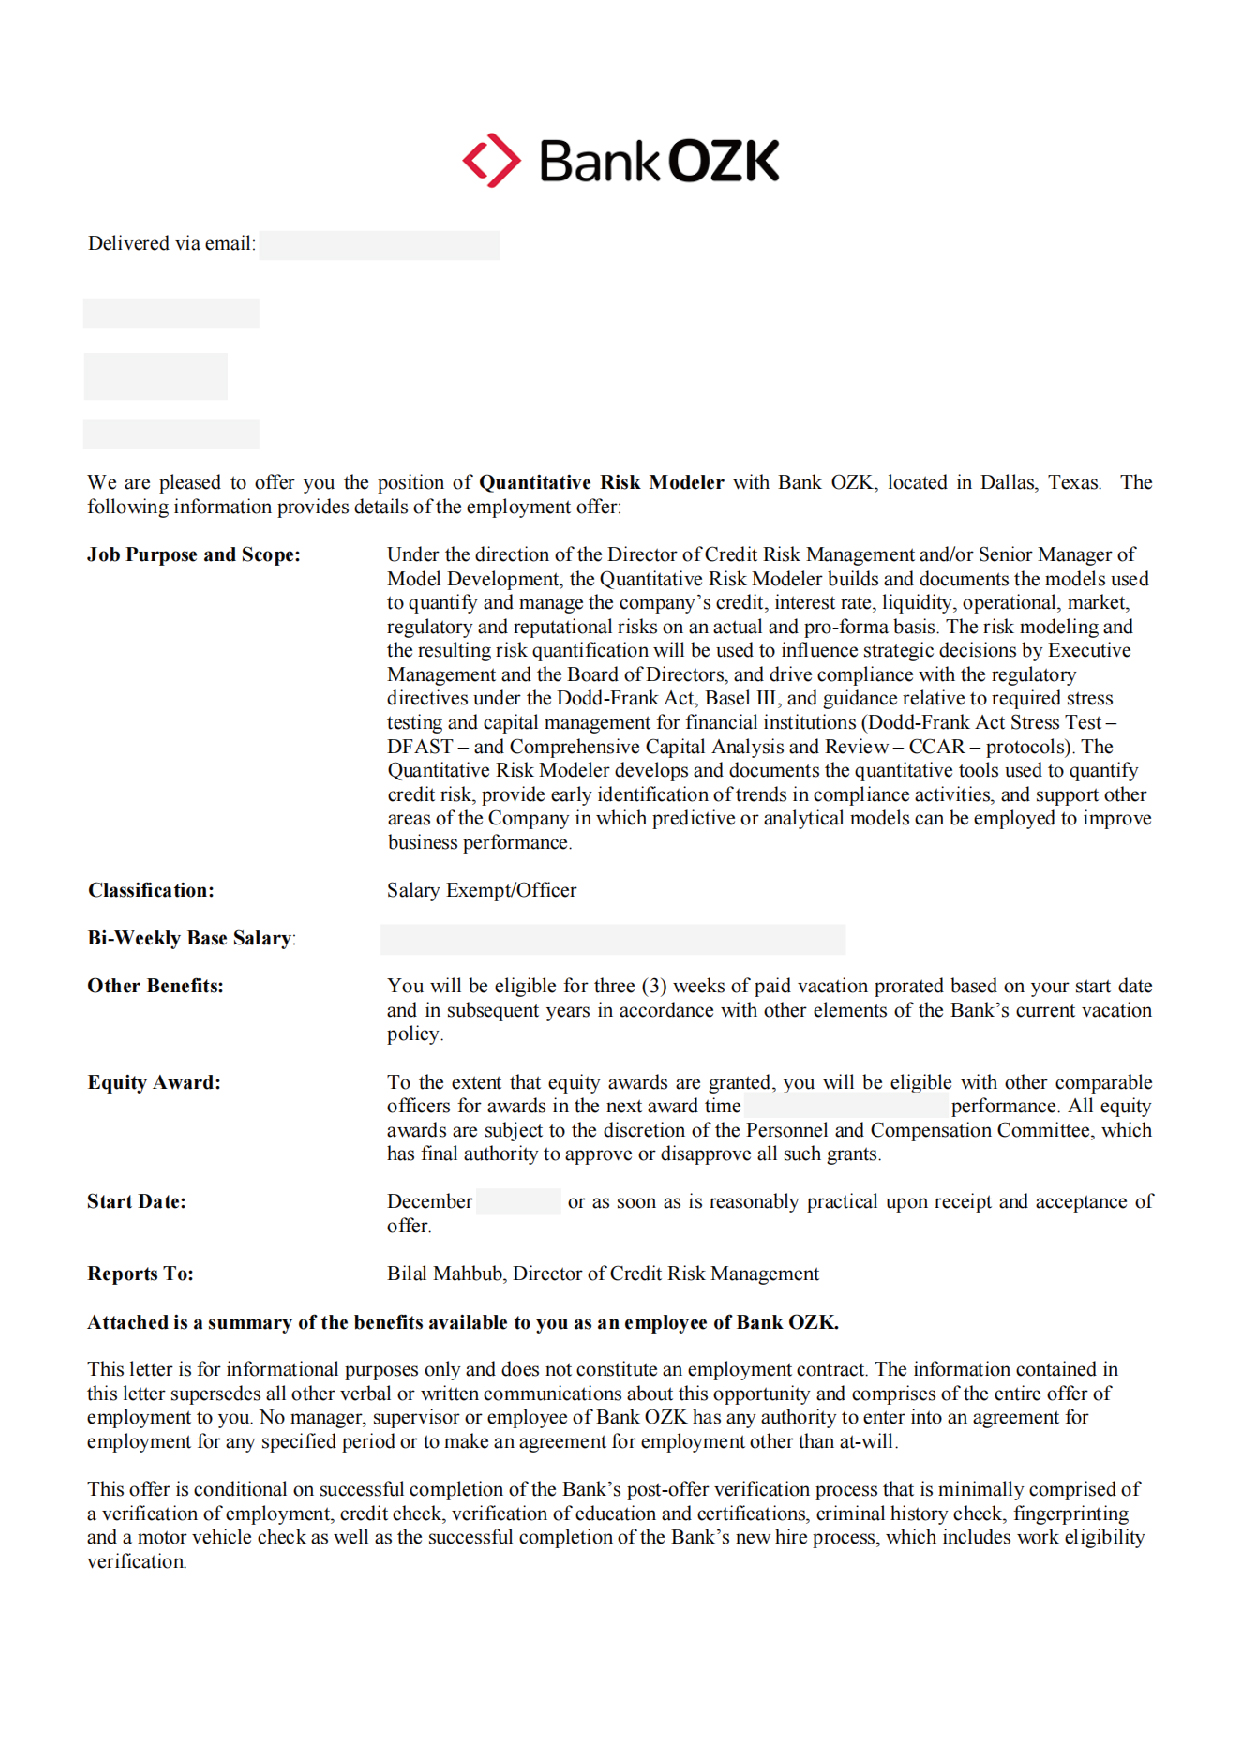 Bank OZK
Delivered via email:
We are pleased to offer you the position of Quantitative Risk Modeler with Bank OZK, located in Dallas, Texas. The
following information provides details of the employment offer:
Job Purpose and Scope: Under the direction of the Director of Credit Risk Management and/or Senior Manager of
Model Development, the Quantitative Risk Modeler builds and documents the models used
to quantify and manage the company's credit, interest rate, liquidity, operational, market,
regulatory and reputational risks on an actual and pro-forma basis. The risk modeling and
the resulting risk quantification will be used to influence strategic decisions by Executive
Management and the Board of Directors, and drive compliance with the regulatory
directives under the Dodd-Frank Act, Basel III, and guidance relative to required stress
testing and capital management for financial institutions (Dodd-Frank Act Stress Test –
DFAST – and Comprehensive Capital Analysis and Review – CCAR – protocols). The
Quantitative Risk Modeler develops and documents the quantitative tools used to quantify
credit risk, provide early identification of trends in compliance activities, and support other
areas of the Company in which predictive or analytical models can be employed to improve
business performance.
Classification: Salary Exempt/Officer
Bi-Weekly Base Salary:
Other Benefits: You will be eligible for three (3) weeks of paid vacation prorated based on your start date
and in subsequent years in accordance with other elements of the Bank's current vacation
policy.
Equity Award: To the extent that equity awards are granted, you will be eligible with other comparable
officers for awards in the next award time performance. All equity
awards are subject to the discretion of the Personnel and Compensation Committee, which
has final authority to approve or disapprove all such grants.
Start Date: December or as soon as is reasonably practical upon receipt and acceptance of
offer.
Reports To: Bilal Mahbub, Director of Credit Risk Management
Attached is a summary of the benefits available to you as an employee of Bank OZK.
This letter is for informational purposes only and does not constitute an employment contract. The information contained in
this letter supersedes all other verbal or written communications about this opportunity and comprises of the entire offer of
employment to you. No manager, supervisor or employee of Bank OZK has any authority to enter into an agreement for
employment for any specified period or to make an agreement for employment other than at-will.
This offer is conditional on successful completion of the Bank's post-offer verification process that is minimally comprised of
a verification of employment, credit check, verification of education and certifications, criminal history check, fingerprinting
and a motor vehicle check as well as the successful completion of the Bank's new hire process, which includes work eligibility
verification.